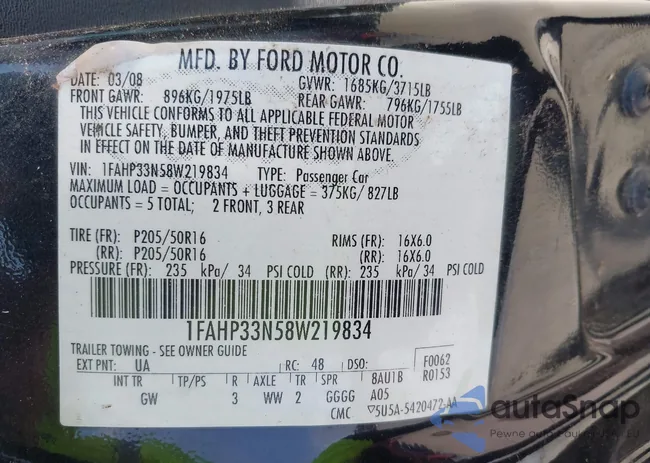 MFD. BY FORD MOTOR CO.
DATE: 03/08 GVWR: 1685KG/3715LB
FRONT GAWR: 896KG/1975LB REAR GAWR: 796KG/1755LB
THIS VEHICLE CONFORMS TO ALL APPLICABLE FEDERAL MOTOR
VEHICLE SAFETY, BUMPER, AND THEFT PREVENTION STANDARDS
IN EFFECT ON THE DATE OF MANUFACTURE SHOWN ABOVE.
VIN: 1FAHP33N58W219834 TYPE: Passenger Car
MAXIMUM LOAD = OCCUPANTS + LUGGAGE = 375KG/ 827LB
OCCUPANTS = 5 TOTAL; 2 FRONT, 3 REAR
TIRE (FR): P205/50R16 RIMS (FR): 16X6.0
(RR): P205/50R16 (RR): 16X6.0
PRESSURE (FR): 235 kPa/ 34 PSI COLD (RR): 235 kPa/ 34 PSI COLD
1FAHP33N58W219834
TRAILER TOWING - SEE OWNER GUIDE
EXT PNT: UA RC: 48 DSO: F0062
R0153
INT TR TP/PS R AXLE TR SPR 8AU1B
GW 3 WW 2 GGGG A05
CMC 5U5A-5420472-AA
autoSnap